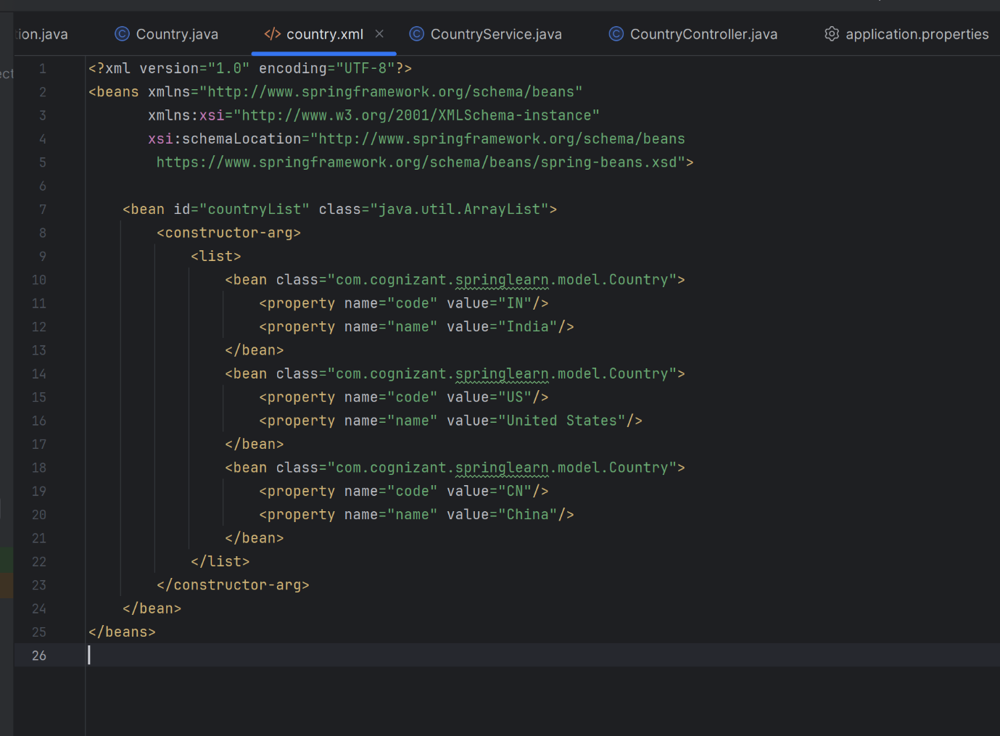 ion.java Country.java </> country.xml × CountryService.java CountryController.java application.properties
ect
1 <?xml version="1.0" encoding="UTF-8"?>
2 <beans xmlns="http://www.springframework.org/schema/beans"
3 xmlns:xsi="http://www.w3.org/2001/XMLSchema-instance"
4 xsi:schemaLocation="http://www.springframework.org/schema/beans
5 https://www.springframework.org/schema/beans/spring-beans.xsd">
6
7 <bean id="countryList" class="java.util.ArrayList">
8 <constructor-arg>
9 <list>
10 <bean class="com.cognizant.springlearn.model.Country">
11 <property name="code" value="IN"/>
12 <property name="name" value="India"/>
13 </bean>
14 <bean class="com.cognizant.springlearn.model.Country">
15 <property name="code" value="US"/>
16 <property name="name" value="United States"/>
17 </bean>
18 <bean class="com.cognizant.springlearn.model.Country">
19 <property name="code" value="CN"/>
20 <property name="name" value="China"/>
21 </bean>
22 </list>
23 </constructor-arg>
24 </bean>
25 </beans>
26